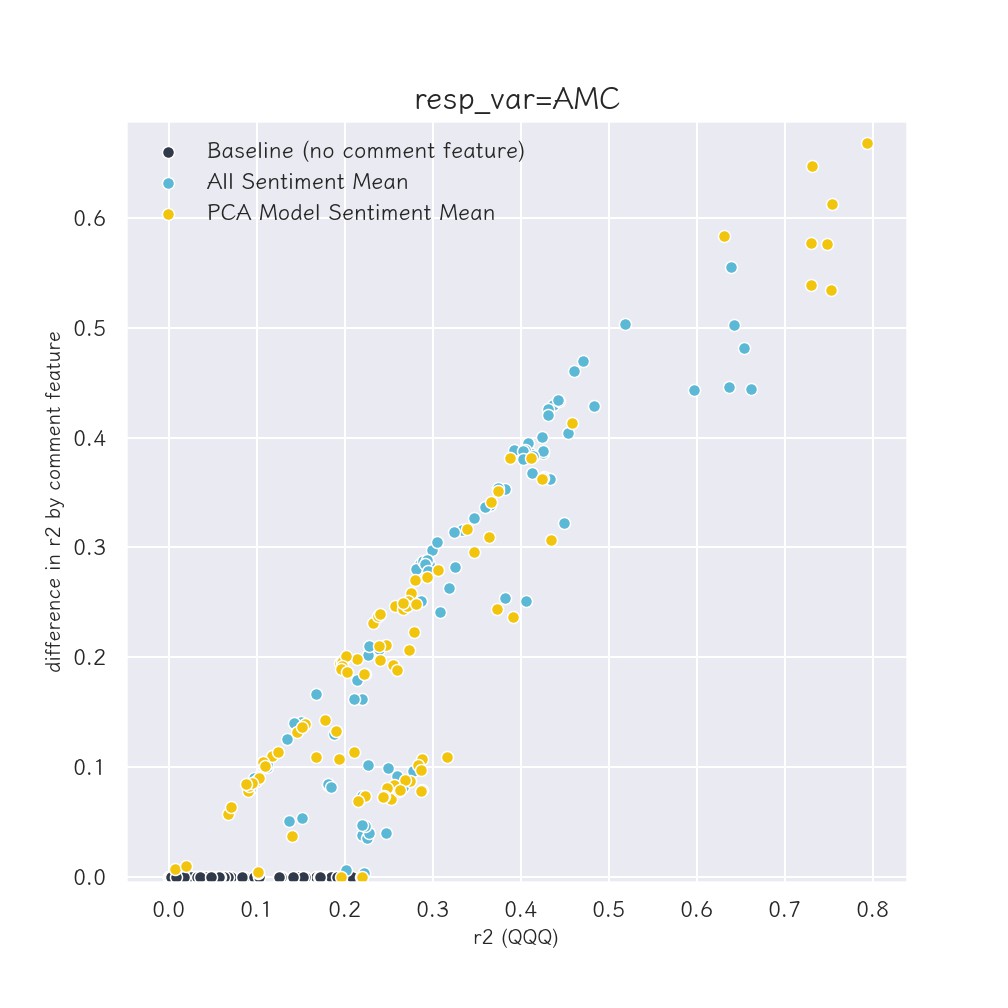 resp_var=AMC
Baseline (no comment feature)
All Sentiment Mean
PCA Model Sentiment Mean
difference in r2 by comment feature
0.6
0.5
0.4
0.3
0.2
0.1
0.0
0.0 0.1 0.2 0.3 0.4 0.5 0.6 0.7 0.8
r2 (QQQ)